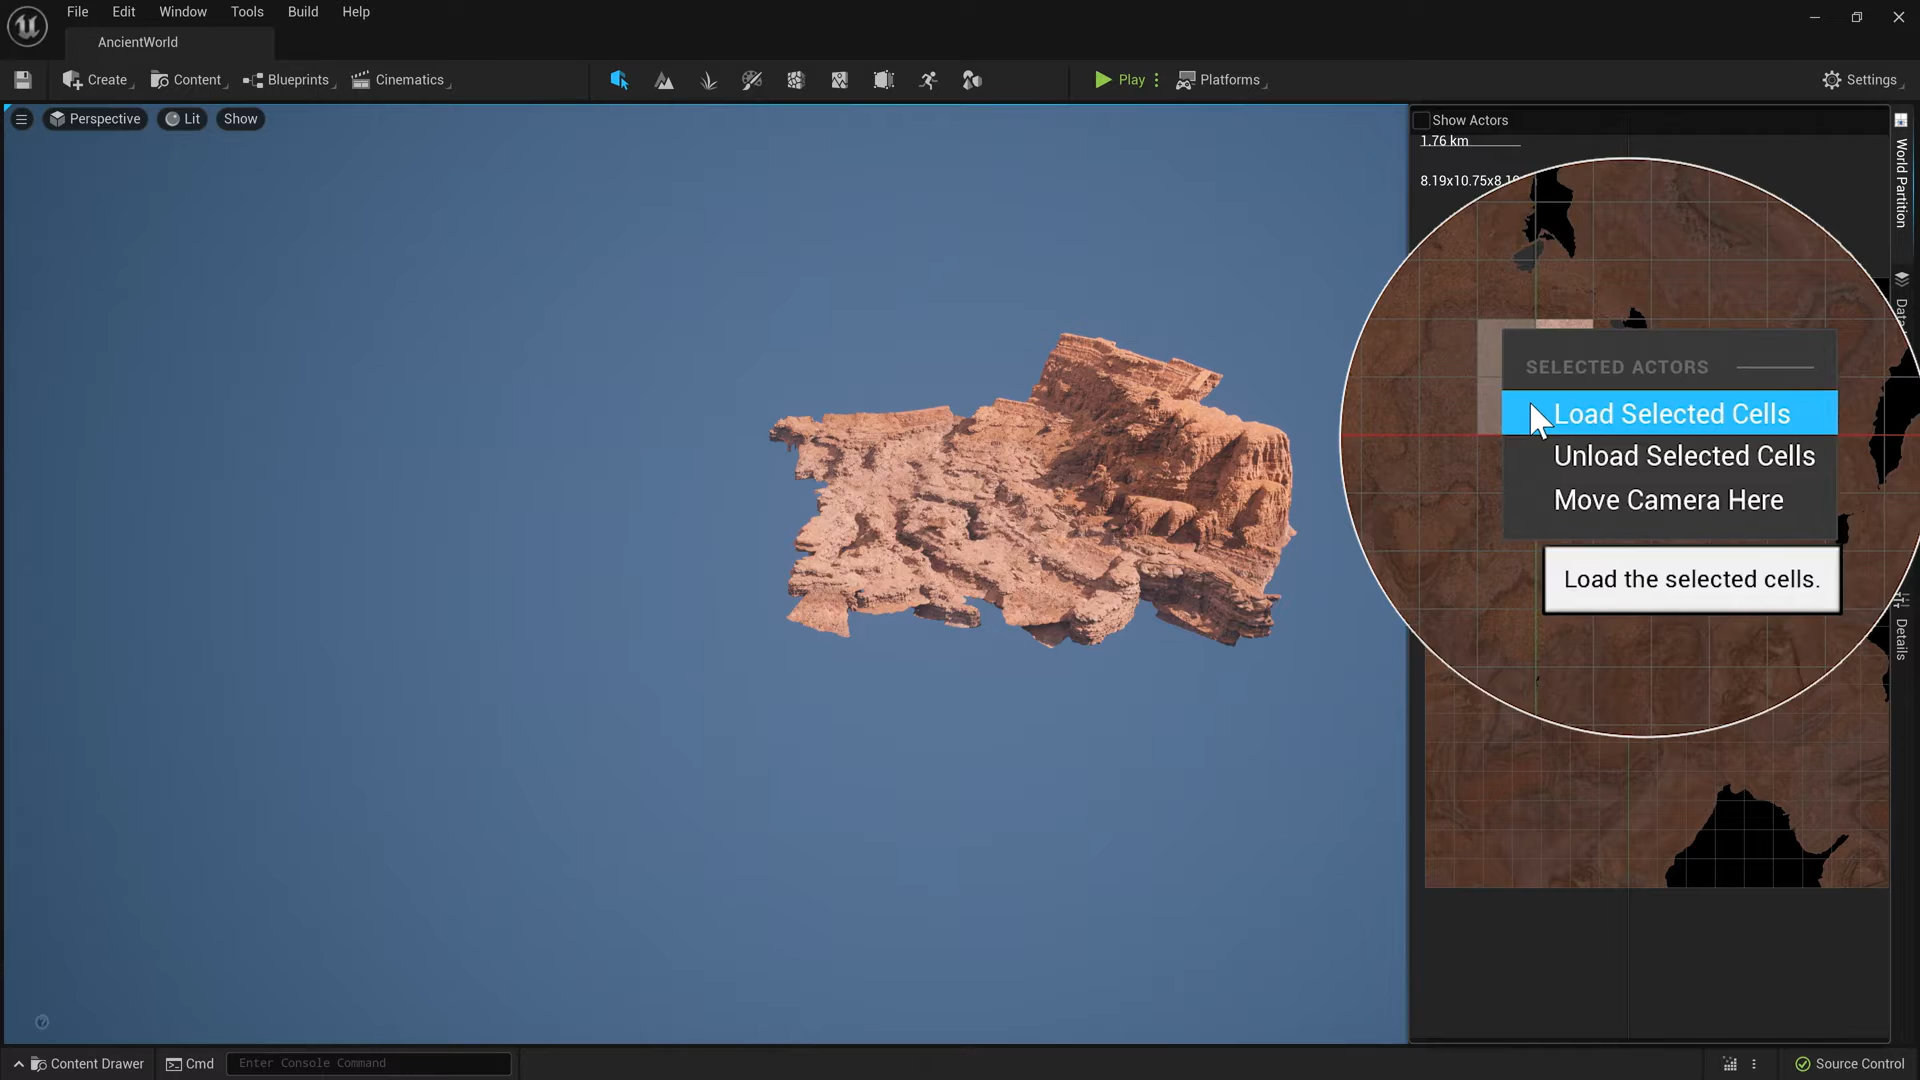 File Edit Window Tools Build Help
AncientWorld
Create Content Blueprints Cinematics Play Platforms Settings
Perspective Lit Show
Show Actors
1.76 km
World Partition
SELECTED ACTORS
Load Selected Cells
Unload Selected Cells
Move Camera Here
Load the selected cells.
Details
Content Drawer Cmd Enter Console Command Source Control